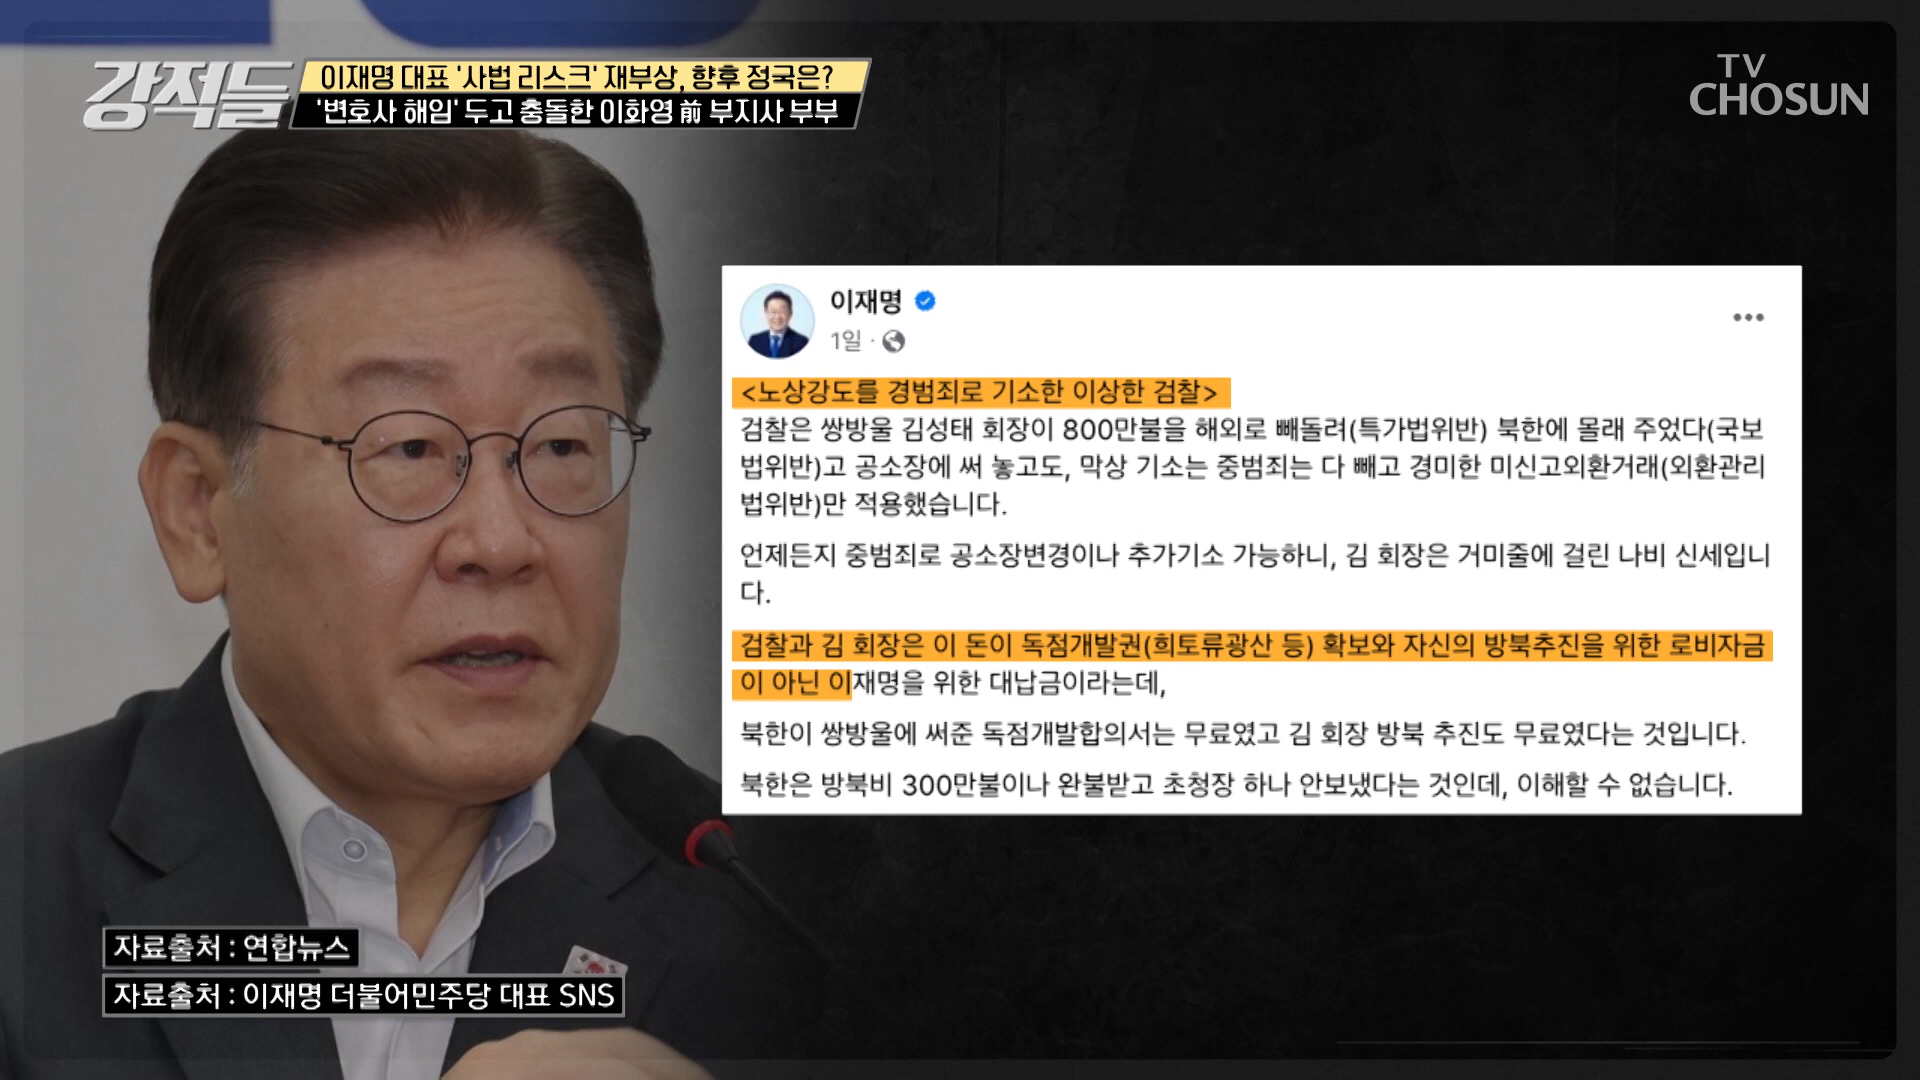 강적들
이재명 대표 '사법 리스크' 재부상, 향후 정국은?
'변호사 해임' 두고 충돌한 이화영 前 부지사 부부
TV
CHOSUN
이재명
1일 ·
<노상강도를 경범죄로 기소한 이상한 검찰>
검찰은 쌍방울 김성태 회장이 800만불을 해외로 빼돌려(특가법위반) 북한에 몰래 주었다(국보
법위반)고 공소장에 써 놓고도, 막상 기소는 중범죄는 다 빼고 경미한 미신고외환거래(외환관리
법위반)만 적용했습니다.
언제든지 중범죄로 공소장변경이나 추가기소 가능하니, 김 회장은 거미줄에 걸린 나비 신세입니
다.
검찰과 김 회장은 이 돈이 독점개발권(희토류광산 등) 확보와 자신의 방북추진을 위한 로비자금
이 아닌 이재명을 위한 대납금이라는데,
북한이 쌍방울에 써준 독점개발합의서는 무료였고 김 회장 방북 추진도 무료였다는 것입니다.
북한은 방북비 300만불이나 완불받고 초청장 하나 안보냈다는 것인데, 이해할 수 없습니다.
자료출처 : 연합뉴스
자료출처 : 이재명 더불어민주당 대표 SNS